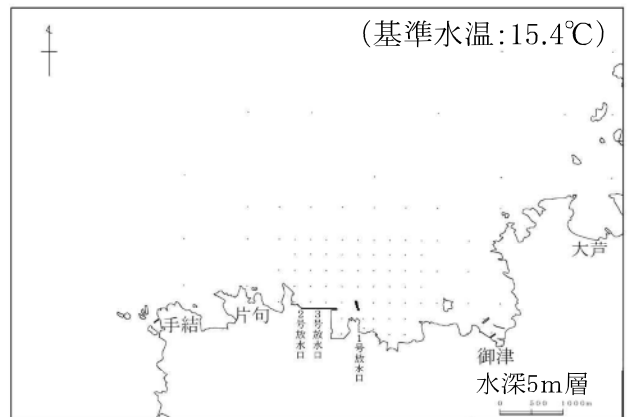 (基準水温:15.4℃)
大芦
手結
片句
2号放水口
3号放水口
1号放水口
御津
水深5m層
0 500 1000m